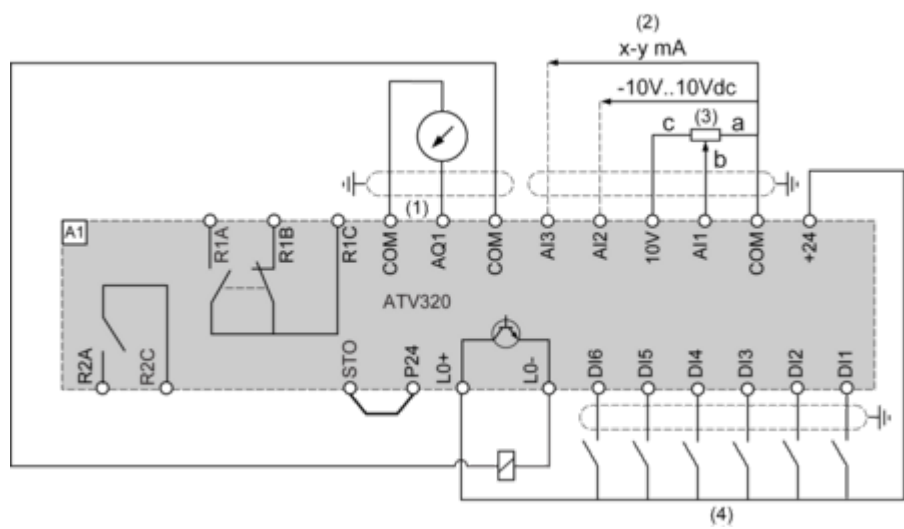 (2)
x-y mA
-10V..10Vdc
c (3) a
b
(1)
A1
R1A R1B R1C COM AQ1 COM AI3 AI2 10V AI1 COM +24
ATV320
R2A R2C STO P24 L0+ L0- DI6 DI5 DI4 DI3 DI2 DI1
(4)